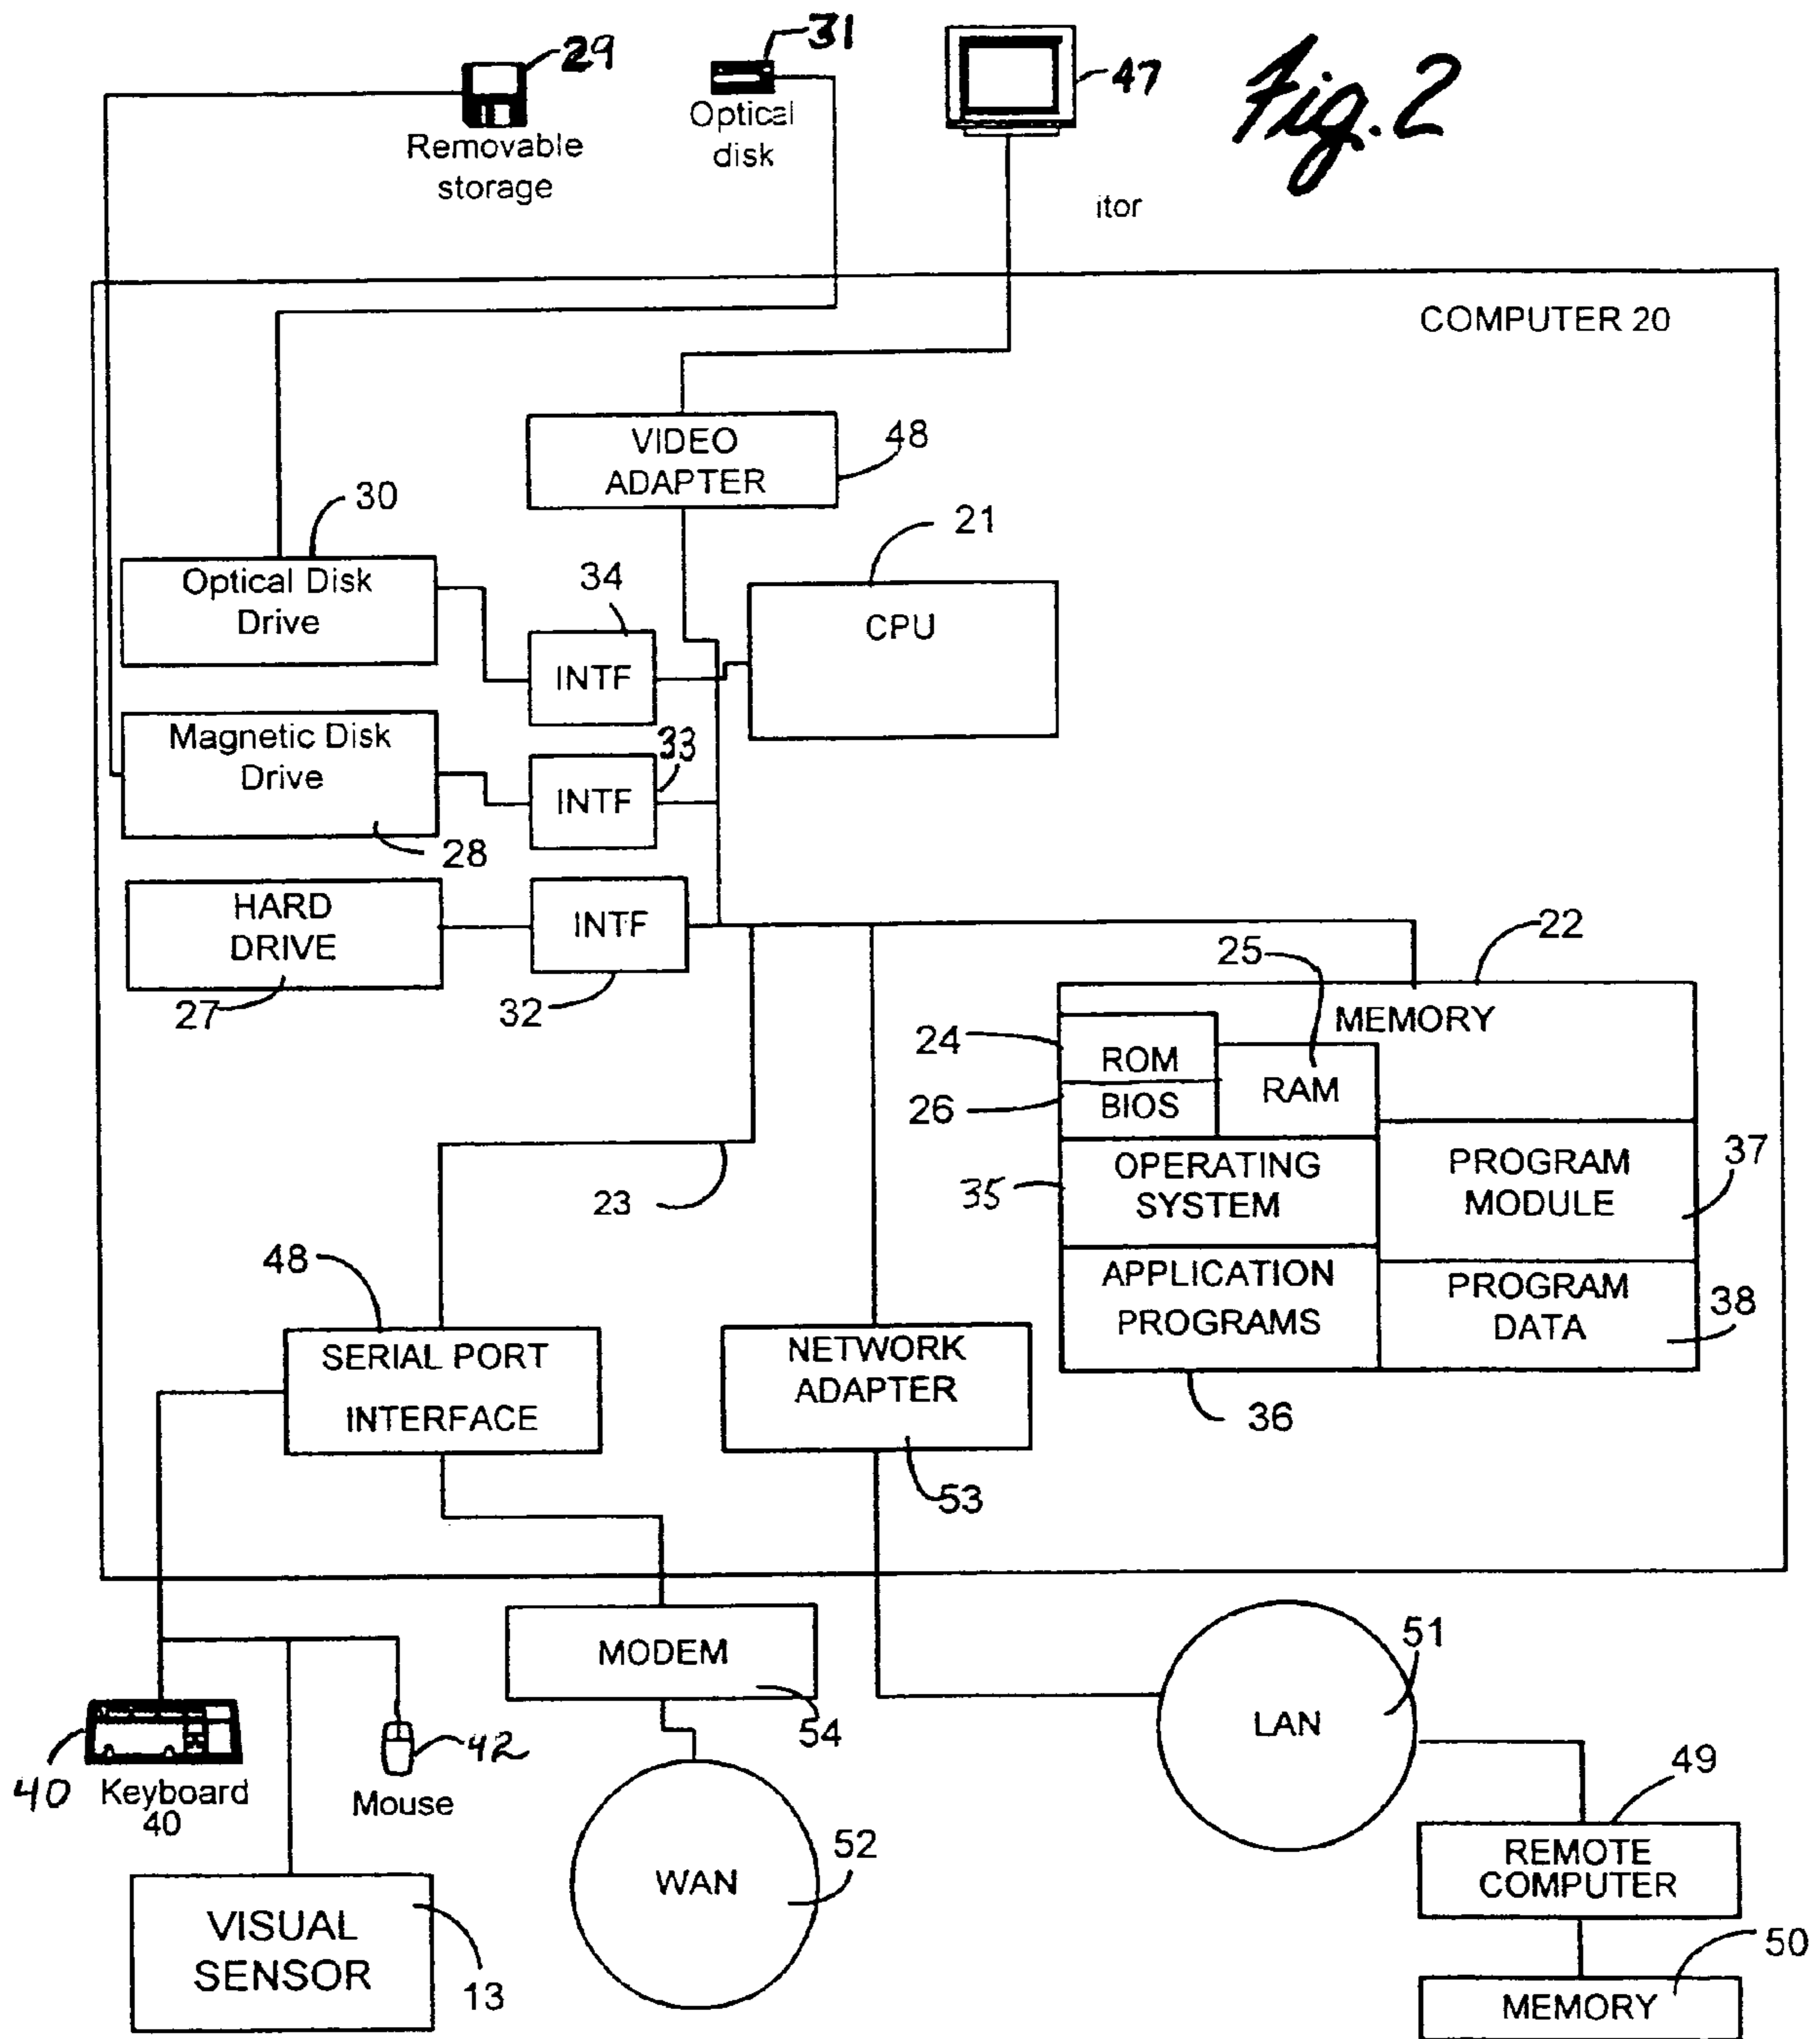 29
31
47
Fig. 2
Removable
storage
Optical
disk
itor
COMPUTER 20
VIDEO
ADAPTER
48
30
Optical Disk
Drive
34
INTF
21
CPU
Magnetic Disk
Drive
28
33
INTF
HARD
DRIVE
27
INTF
32
22
25
MEMORY
24
ROM
26
BIOS
RAM
35
OPERATING
SYSTEM
PROGRAM
MODULE
37
APPLICATION
PROGRAMS
PROGRAM
DATA
38
36
23
48
SERIAL PORT
INTERFACE
NETWORK
ADAPTER
53
MODEM
54
LAN
51
40
Keyboard
40
42
Mouse
WAN
52
49
REMOTE
COMPUTER
VISUAL
SENSOR
13
50
MEMORY